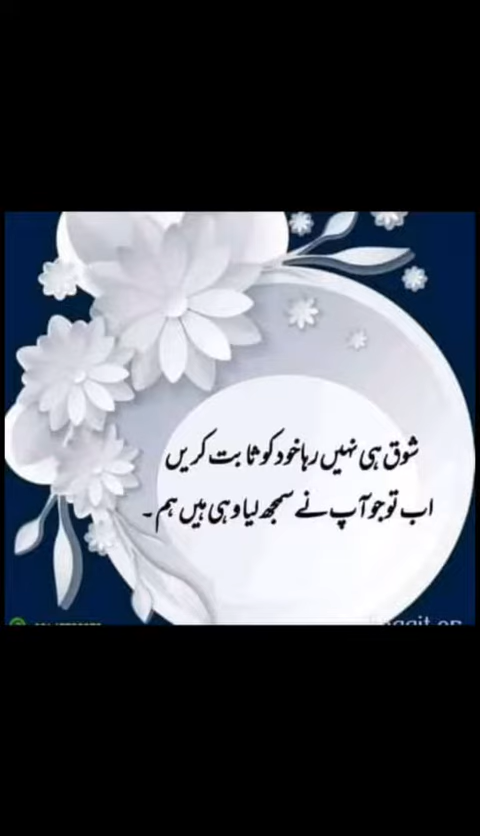 شوق ہی نہیں رہا خود کو ثابت کریں
اب تو جو آپ نے سمجھ لیا وہی ہیں ہم۔